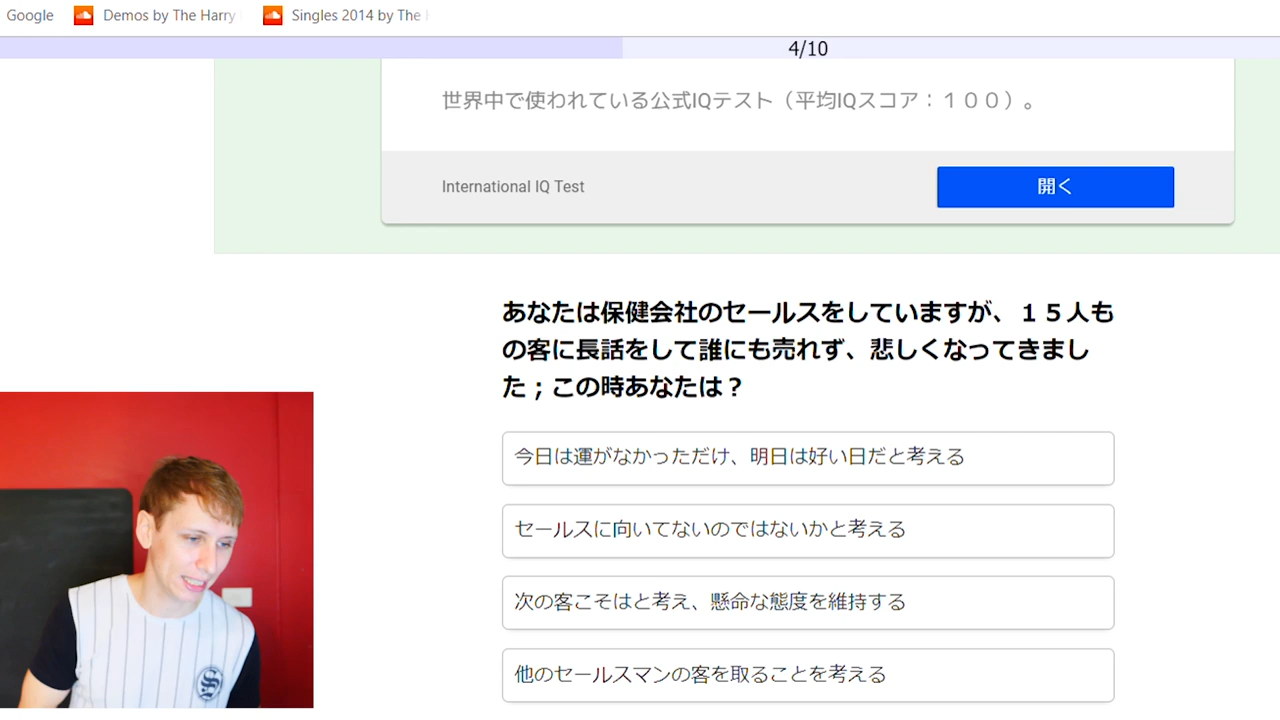 Google Demos by The Harry Singles 2014 by The
4/10
世界中で使われている公式IQテスト（平均IQスコア：１００）。
International IQ Test 開く
あなたは保健会社のセールスをしていますが、１５人も
の客に長話をして誰にも売れず、悲しくなってきまし
た；この時あなたは？
今日は運がなかっただけ、明日は好い日だと考える
セールスに向いてないのではないかと考える
次の客こそはと考え、懸命な態度を維持する
他のセールスマンの客を取ることを考える